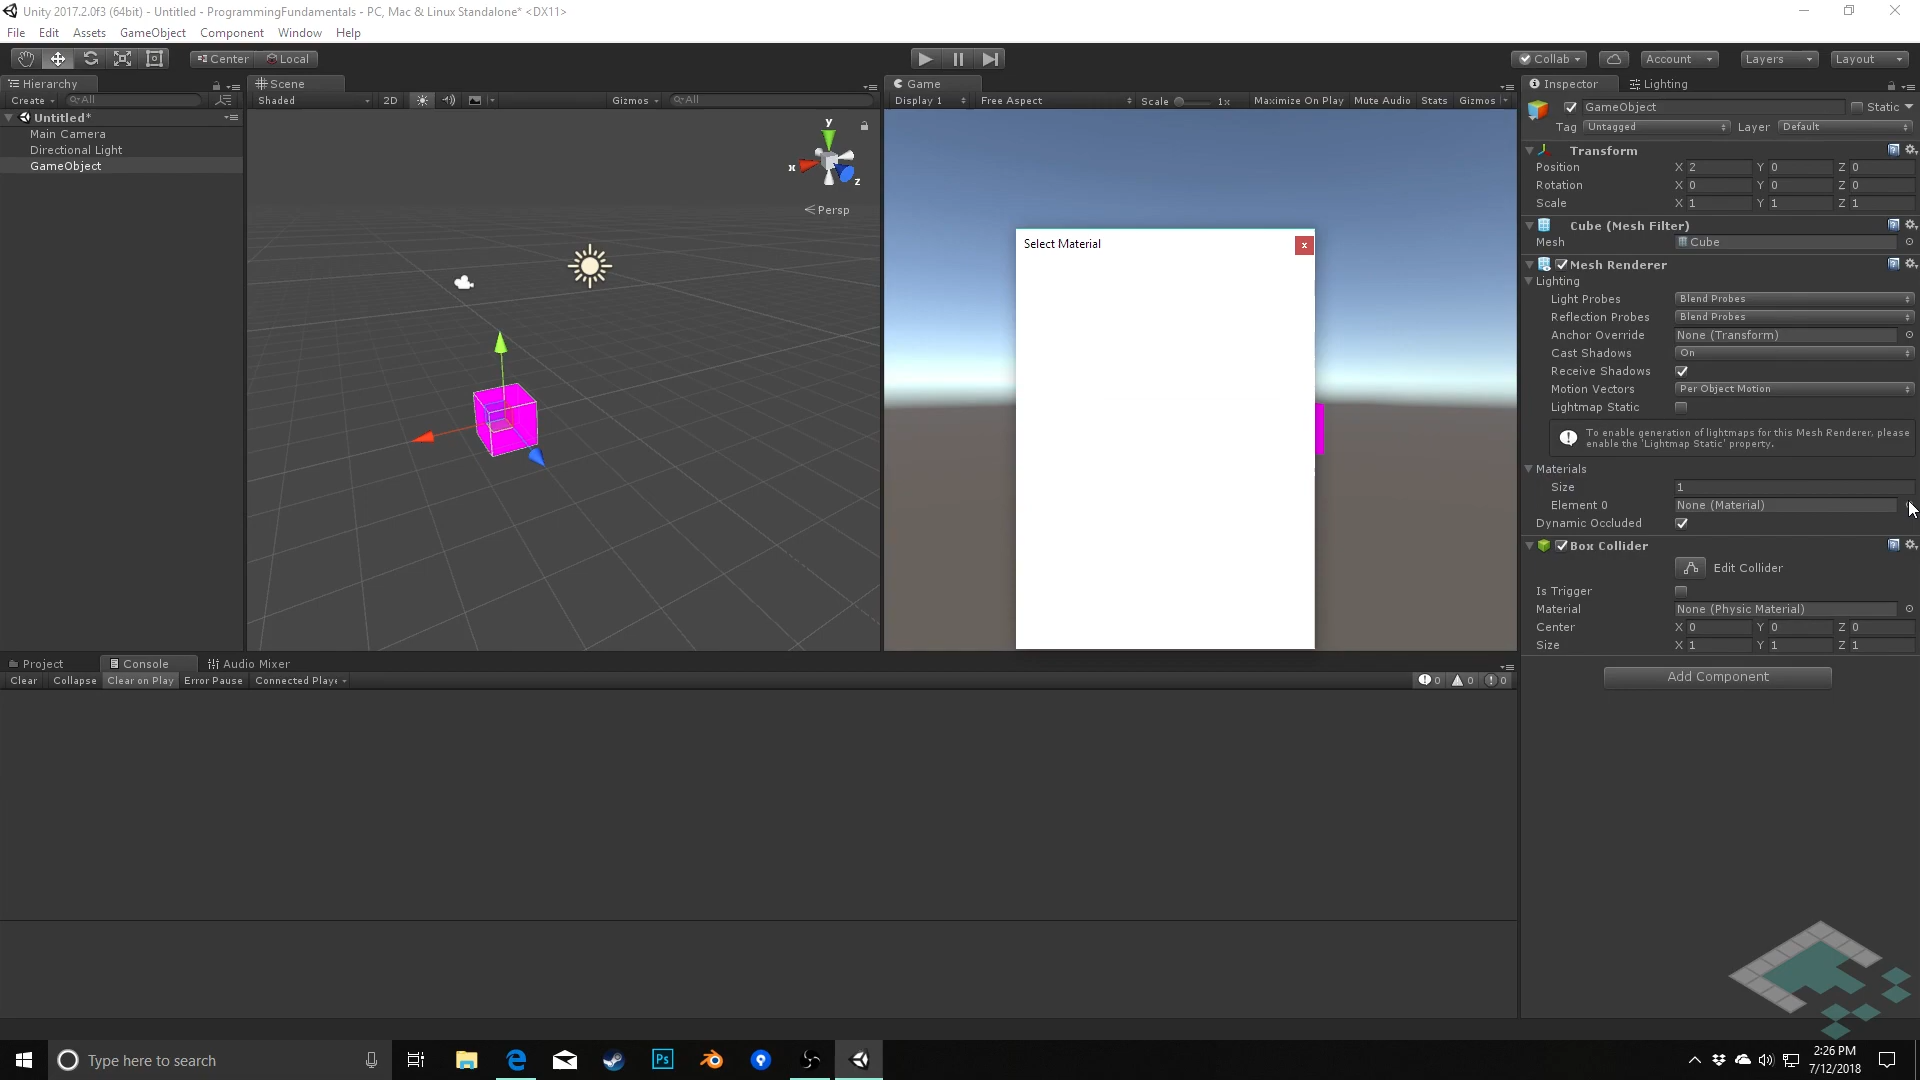 Unity 2017.2.0f3 (64bit) - Untitled - ProgrammingFundamentals - PC, Mac & Linux Standalone* <DX11>
File Edit Assets GameObject Component Window Help
Center Local
Collab Account Layers Layout
Hierarchy
Create All
Untitled*
Main Camera
Directional Light
GameObject
Scene
Shaded 2D Gizmos All
y
x
z
Persp
Game
Display 1 Free Aspect Scale 1x Maximize On Play Mute Audio Stats Gizmos
Select Material
x
Inspector Lighting
GameObject Static
Tag Untagged Layer Default
Transform
Position X 2 Y 0 Z 0
Rotation X 0 Y 0 Z 0
Scale X 1 Y 1 Z 1
Cube (Mesh Filter)
Mesh Cube
Mesh Renderer
Lighting
Light Probes Blend Probes
Reflection Probes Blend Probes
Anchor Override None (Transform)
Cast Shadows On
Receive Shadows
Motion Vectors Per Object Motion
Lightmap Static
To enable generation of lightmaps for this Mesh Renderer, please
enable the 'Lightmap Static' property.
Materials
Size 1
Element 0 None (Material)
Dynamic Occluded
Box Collider
Edit Collider
Is Trigger
Material None (Physic Material)
Center X 0 Y 0 Z 0
Size X 1 Y 1 Z 1
Add Component
Project Console Audio Mixer
Clear Collapse Clear on Play Error Pause Connected Playe
0 0 0
Type here to search
Ps
2:26 PM
7/12/2018